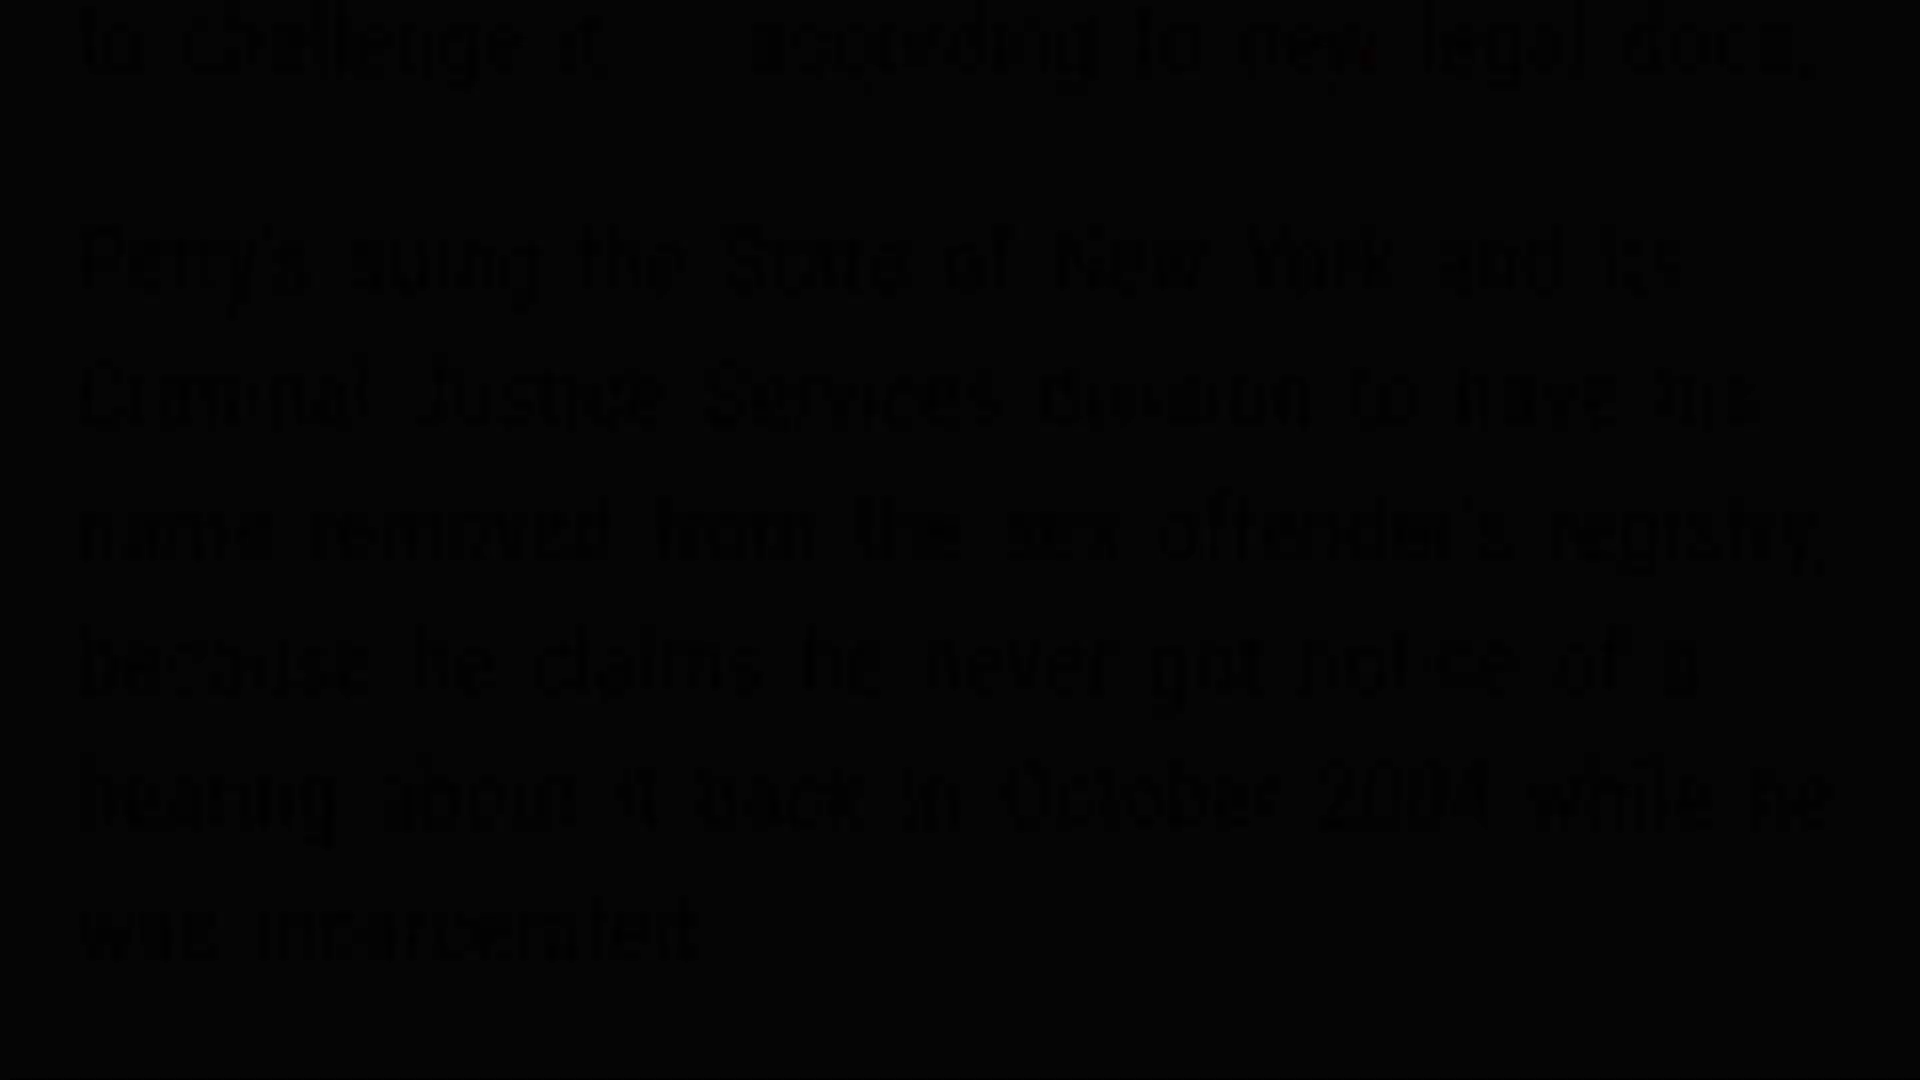 to challenge it according to new legal docs,
Petty's suing the State of New York and its
Criminal Justice Services division to have his
name removed from the sex offender's registry,
because he claims he never got notice of a
hearing about it back in October 2004 while he
was incarcerated